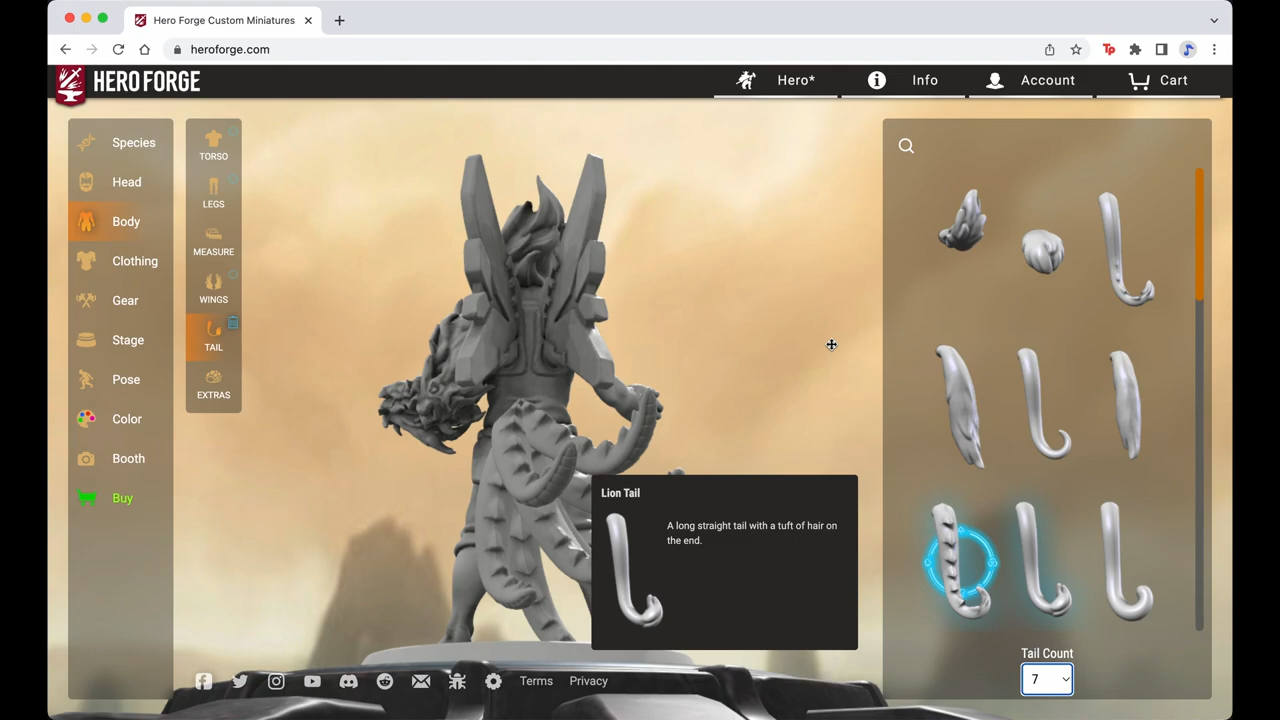 Hero Forge Custom Miniatures
heroforge.com
Tp
HERO FORGE
Hero*
Info
Account
Cart
Species
Head
Body
Clothing
Gear
Stage
Pose
Color
Booth
Buy
TORSO
LEGS
MEASURE
WINGS
TAIL
EXTRAS
Lion Tail
A long straight tail with a tuft of hair on
the end.
Tail Count
7
Terms
Privacy